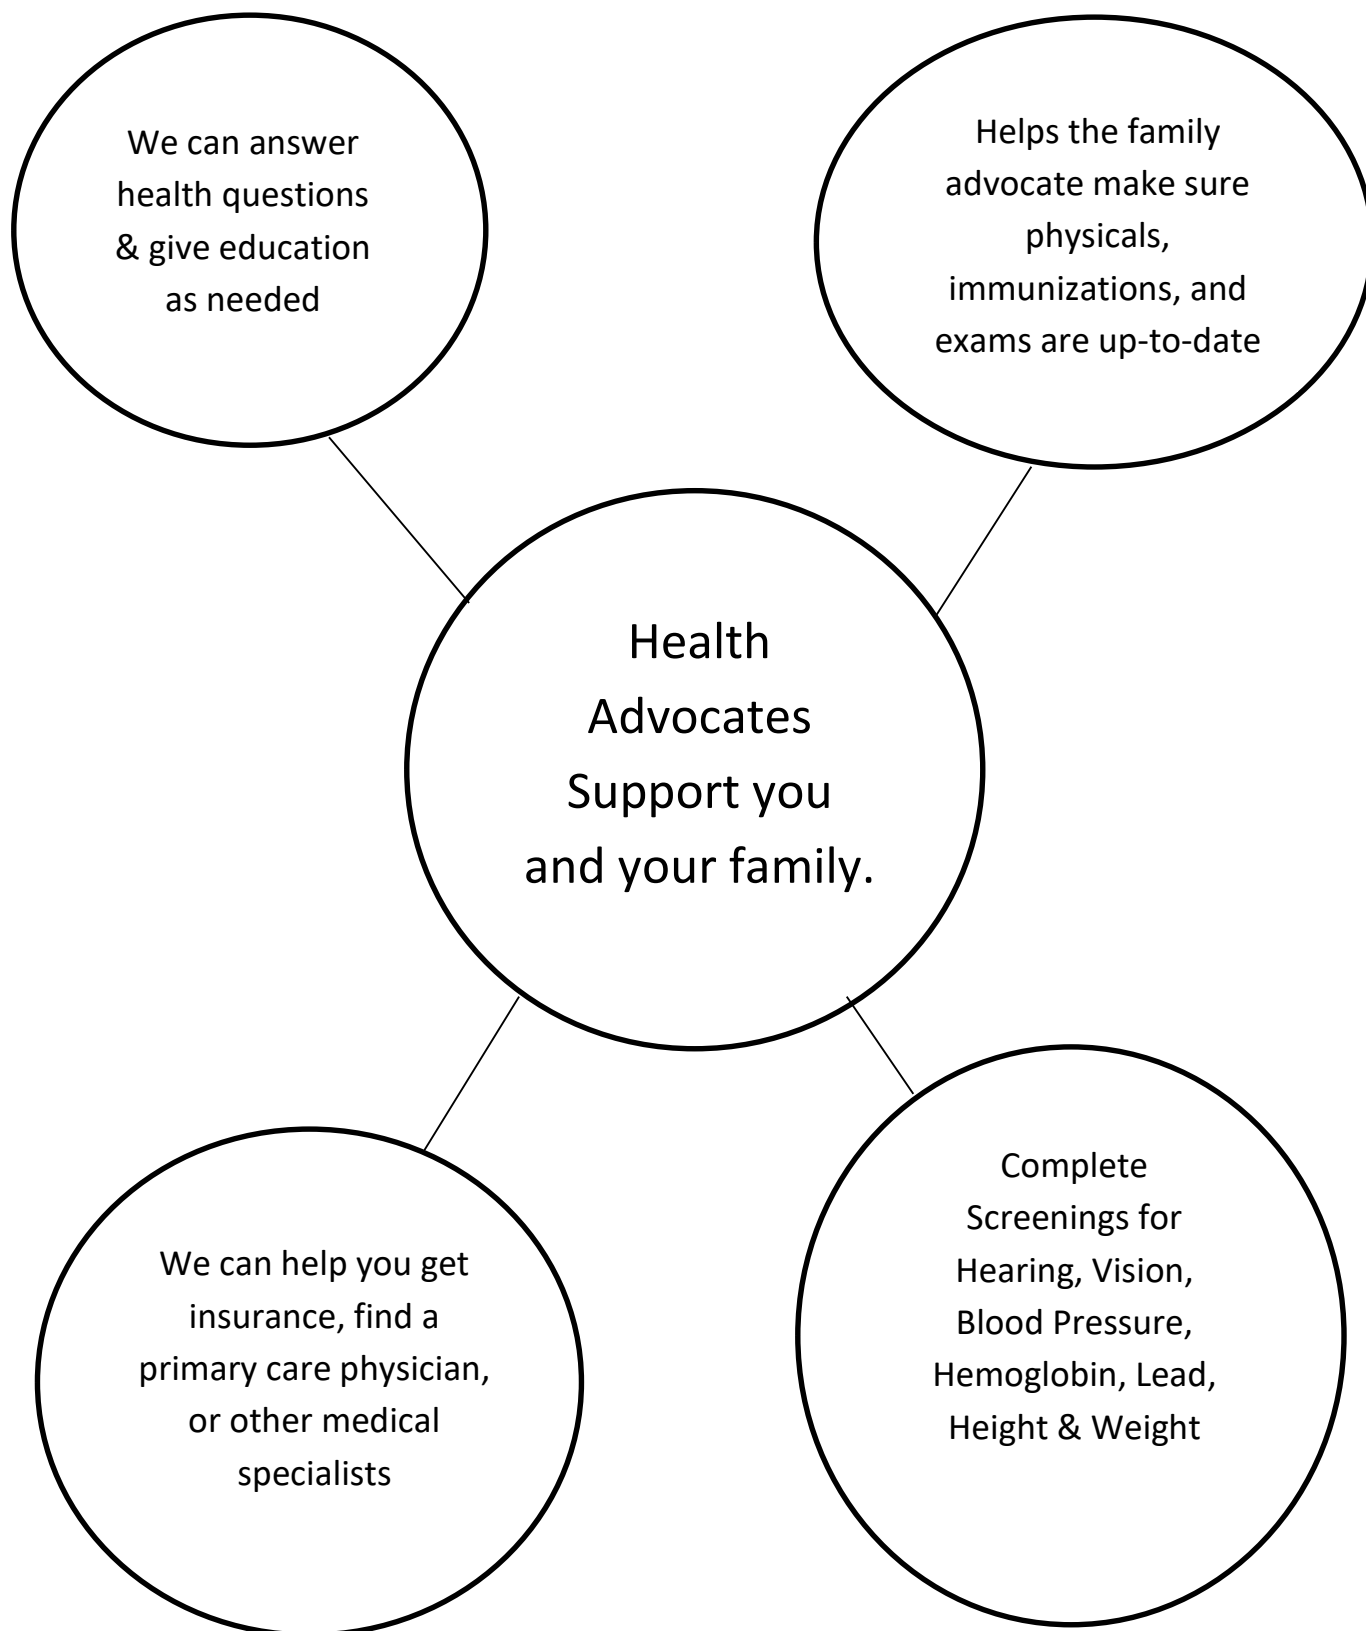 We can answer
health questions
& give education
as needed
Helps the family
advocate make sure
physicals,
immunizations, and
exams are up-to-date
Health
Advocates
Support you
and your family.
We can help you get
insurance, find a
primary care physician,
or other medical
specialists
Complete
Screenings for
Hearing, Vision,
Blood Pressure,
Hemoglobin, Lead,
Height & Weight